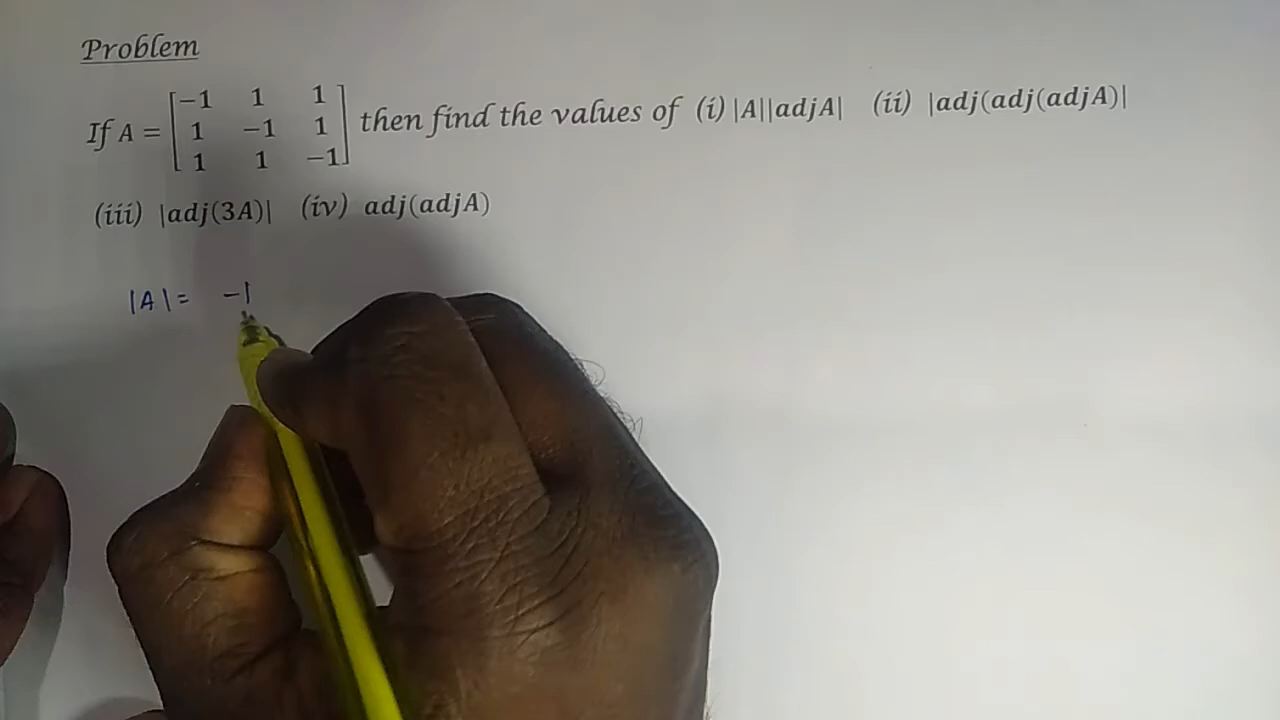 Problem
If A = [−1 1 1
1 −1 1
1 1 −1] then find the values of (i) |A||adjA| (ii) |adj(adj(adjA)|
(iii) |adj(3A)| (iv) adj(adjA)
|A| = −1